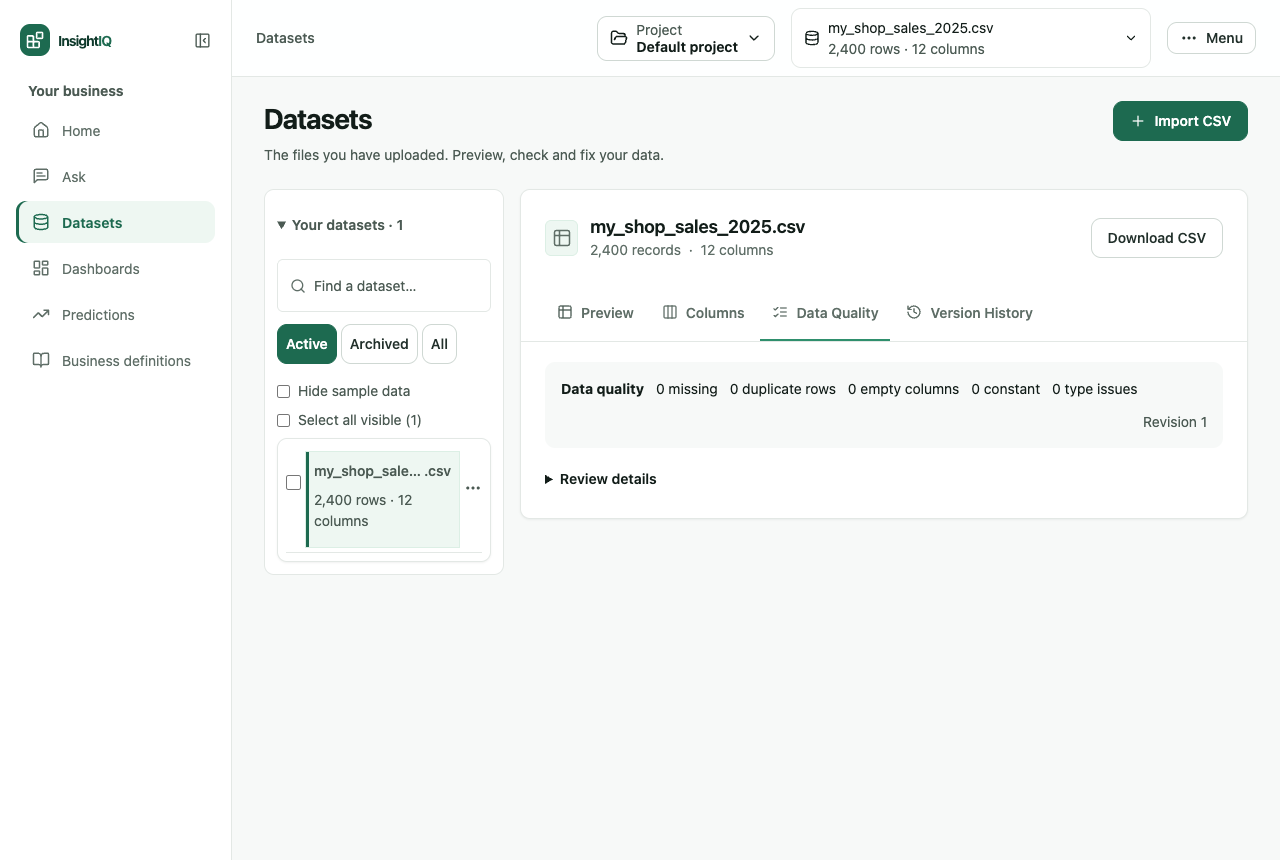 InsightIQ
Your business
Home
Ask
Datasets
Dashboards
Predictions
Business definitions
Datasets
Project
Default project
my_shop_sales_2025.csv
2,400 rows · 12 columns
Menu
Datasets
The files you have uploaded. Preview, check and fix your data.
Import CSV
Your datasets · 1
Find a dataset...
Active
Archived
All
Hide sample data
Select all visible (1)
my_shop_sale... .csv
2,400 rows · 12
columns
my_shop_sales_2025.csv
2,400 records · 12 columns
Download CSV
Preview
Columns
Data Quality
Version History
Data quality 0 missing 0 duplicate rows 0 empty columns 0 constant 0 type issues
Revision 1
Review details